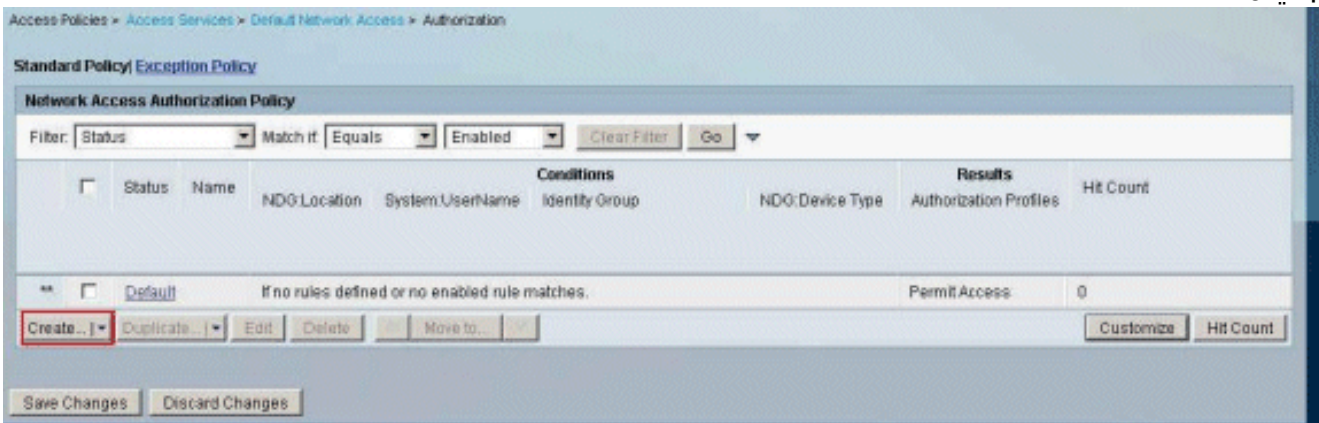 Access Policies > Access Services > Default Network Access > Authorization
Standard Policy| Exception Policy
Network Access Authorization Policy
Filter: Status Match if: Equals Enabled Clear Filter Go
Status Name Conditions Results Hit Count
NDG:Location System:UserName Identity Group NDG:Device Type Authorization Profiles
** Default If no rules defined or no enabled rule matches. Permit Access 0
Create... | Duplicate... | Edit Delete Move to... Customize Hit Count
Save Changes Discard Changes